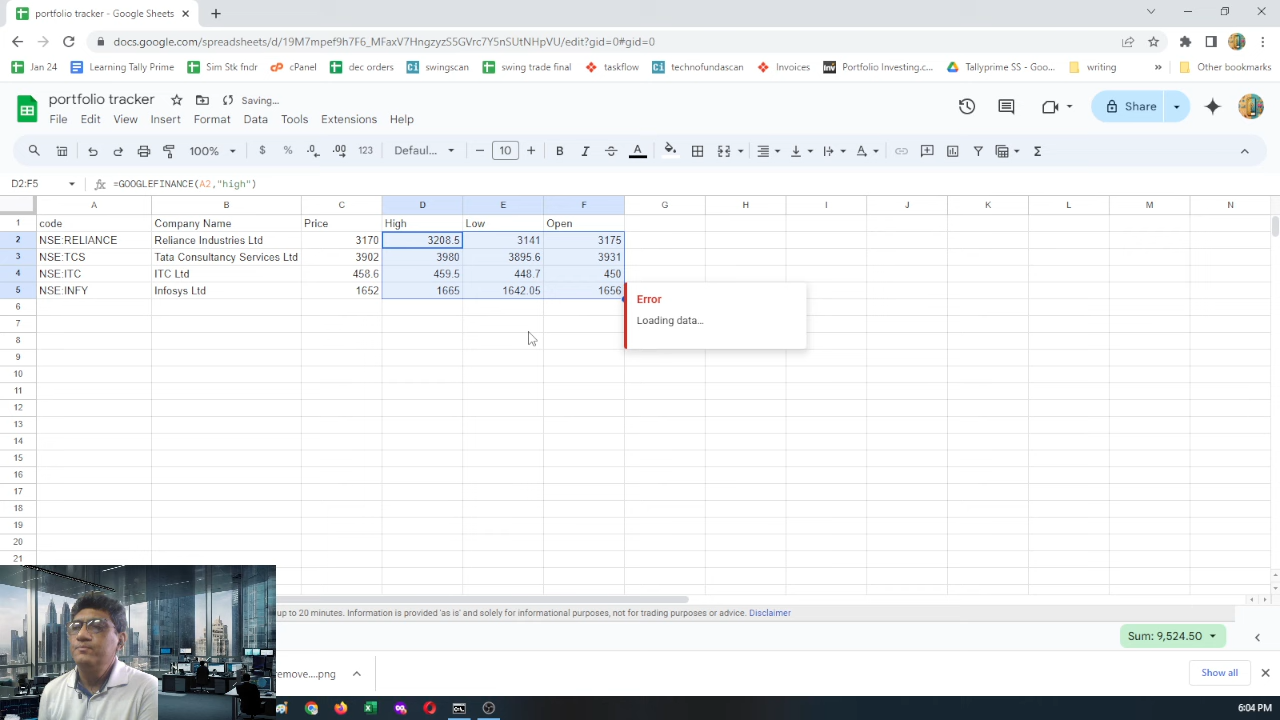 portfolio tracker - Google Sheets
docs.google.com/spreadsheets/d/19M7mpef9h7F6_MFaxV7HngzyzS5GVrc7Y5nSUtNHpVU/edit?gid=0#gid=0
Jan 24 Learning Tally Prime Sim Stk fndr cPanel dec orders swingscan swing trade final taskflow technofundascan Invoices Portfolio Investing.c... Tallyprime SS - Goo... writing » Other bookmarks
portfolio tracker Saving...
File Edit View Insert Format Data Tools Extensions Help
Share
100% $ % .0 .00 123 Defaul... 10 B I A
D2:F5 =GOOGLEFINANCE(A2,"high")
A B C D E F G H I J K L M N
1 code Company Name Price High Low Open
2 NSE:RELIANCE Reliance Industries Ltd 3170 3208.5 3141 3175
3 NSE:TCS Tata Consultancy Services Ltd 3902 3980 3895.6 3931
4 NSE:ITC ITC Ltd 458.6 459.5 448.7 450
5 NSE:INFY Infosys Ltd 1652 1665 1642.05 1656
Error
Loading data...
6
7
8
9
10
11
12
13
14
15
16
17
18
19
20
21
up to 20 minutes. Information is provided 'as is' and solely for informational purposes, not for trading purposes or advice. Disclaimer
Sum: 9,524.50
remove....png
Show all
6:04 PM